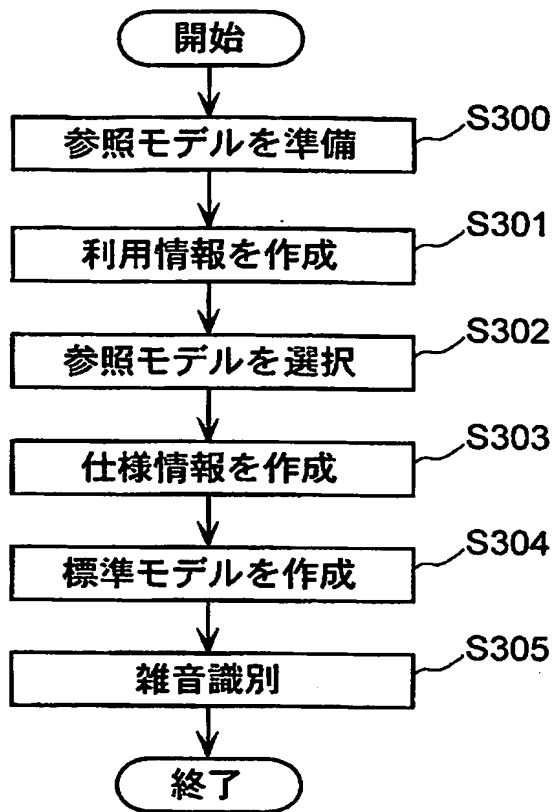 開始
S300
参照モデルを準備
S301
利用情報を作成
S302
参照モデルを選択
S303
仕様情報を作成
S304
標準モデルを作成
S305
雑音識別
終了